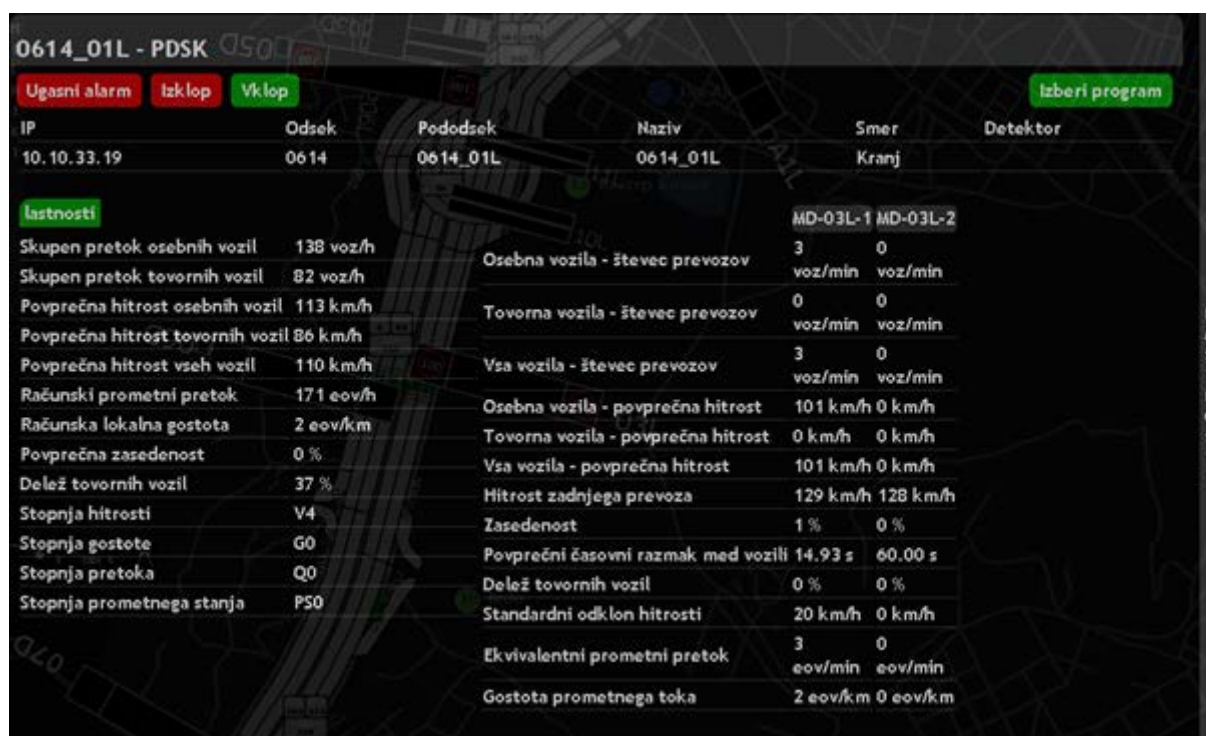 0614_01L - PDSK
Ugasni alarm Izklop Vklop Izberi program
IP Odsek Pododsek Naziv Smer Detektor
10.10.33.19 0614 0614_01L 0614_01L Kranj
lastnosti
Skupen pretok osebnih vozil 138 voz/h
Skupen pretok tovornih vozil 82 voz/h
Povprečna hitrost osebnih vozil 113 km/h
Povprečna hitrost tovornih vozil 86 km/h
Povprečna hitrost vseh vozil 110 km/h
Računski prometni pretok 171 eov/h
Računska lokalna gostota 2 eov/km
Povprečna zasedenost 0 %
Delež tovornih vozil 37 %
Stopnja hitrosti V4
Stopnja gostote G0
Stopnja pretoka Q0
Stopnja prometnega stanja PS0
MD-03L-1 MD-03L-2
Osebna vozila - števec prevozov 3 voz/min 0 voz/min
Tovorna vozila - števec prevozov 0 voz/min 0 voz/min
Vsa vozila - števec prevozov 3 voz/min 0 voz/min
Osebna vozila - povprečna hitrost 101 km/h 0 km/h
Tovorna vozila - povprečna hitrost 0 km/h 0 km/h
Vsa vozila - povprečna hitrost 101 km/h 0 km/h
Hitrost zadnjega prevoza 129 km/h 128 km/h
Zasedenost 1 % 0 %
Povprečni časovni razmak med vozili 14.93 s 60.00 s
Delež tovornih vozil 0 % 0 %
Standardni odklon hitrosti 20 km/h 0 km/h
Ekvivalentni prometni pretok 3 eov/min 0 eov/min
Gostota prometnega toka 2 eov/km 0 eov/km